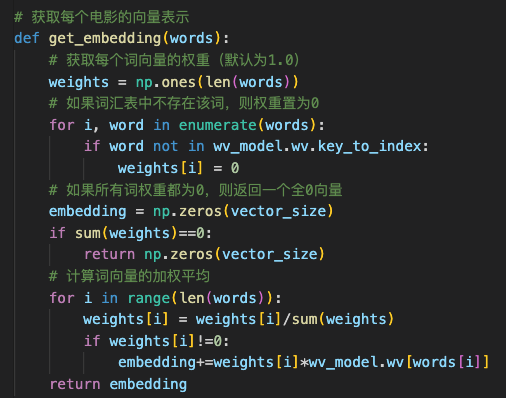 # 获取每个电影的向量表示
def get_embedding(words):
    # 获取每个词向量的权重（默认为1.0）
    weights = np.ones(len(words))
    # 如果词汇表中不存在该词，则权重置为0
    for i, word in enumerate(words):
        if word not in wv_model.wv.key_to_index:
            weights[i] = 0
    # 如果所有词权重都为0，则返回一个全0向量
    embedding = np.zeros(vector_size)
    if sum(weights)==0:
        return np.zeros(vector_size)
    # 计算词向量的加权平均
    for i in range(len(words)):
        weights[i] = weights[i]/sum(weights)
        if weights[i]!=0:
            embedding+=weights[i]*wv_model.wv[words[i]]
    return embedding